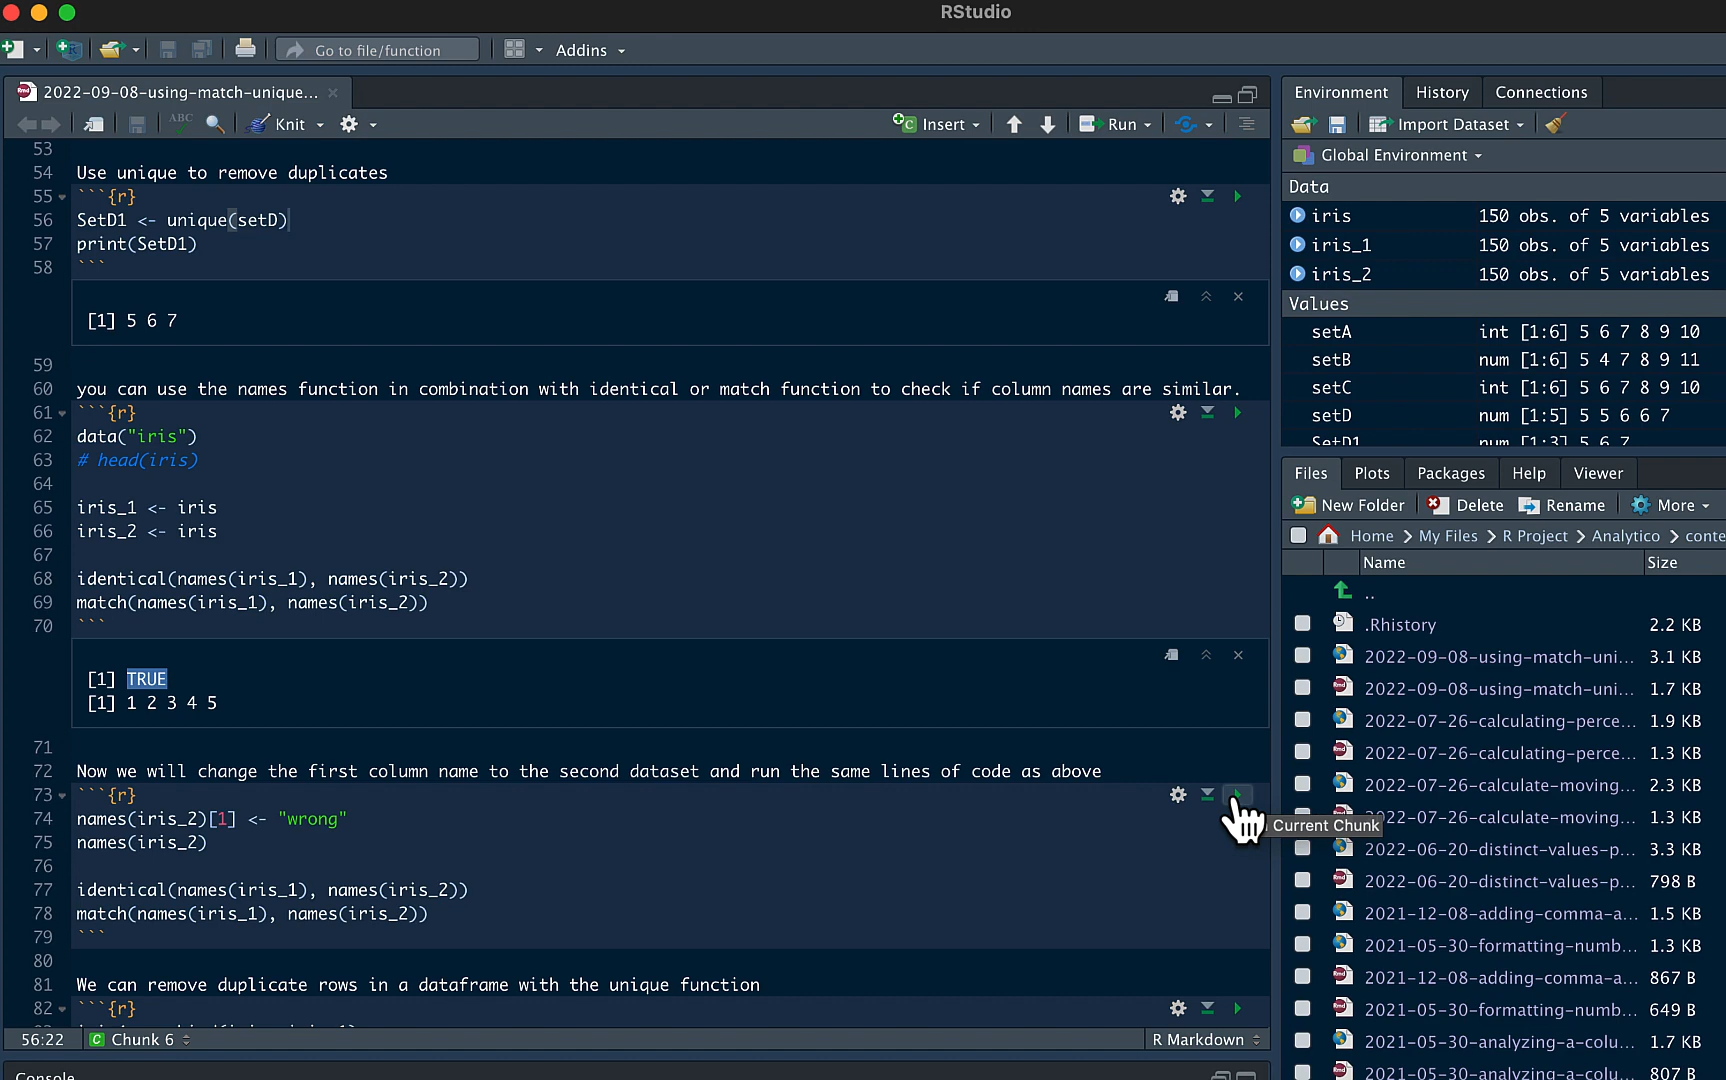 RStudio
Go to file/function
Addins
2022-09-08-using-match-unique...
ABC
Knit
Insert
Run
53
54 Use unique to remove duplicates
55 ```{r}
56 SetD1 <- unique(setD)
57 print(SetD1)
58 ```
[1] 5 6 7
59
60 you can use the names function in combination with identical or match function to check if column names are similar.
61 ```{r}
62 data("iris")
63 # head(iris)
64
65 iris_1 <- iris
66 iris_2 <- iris
67
68 identical(names(iris_1), names(iris_2))
69 match(names(iris_1), names(iris_2))
70 ```
[1] TRUE
[1] 1 2 3 4 5
71
72 Now we will change the first column name to the second dataset and run the same lines of code as above
73 ```{r}
74 names(iris_2)[1] <- "wrong"
75 names(iris_2)
76
77 identical(names(iris_1), names(iris_2))
78 match(names(iris_1), names(iris_2))
79 ```
80
81 We can remove duplicate rows in a dataframe with the unique function
82 ```{r}
56:22
C Chunk 6
R Markdown
Console
Current Chunk
Environment
History
Connections
Import Dataset
Global Environment
Data
iris 150 obs. of 5 variables
iris_1 150 obs. of 5 variables
iris_2 150 obs. of 5 variables
Values
setA int [1:6] 5 6 7 8 9 10
setB num [1:6] 5 4 7 8 9 11
setC int [1:6] 5 6 7 8 9 10
setD num [1:5] 5 5 6 6 7
SetD1 num [1:3] 5 6 7
Files
Plots
Packages
Help
Viewer
New Folder
Delete
Rename
More
Home
My Files
R Project
Analytico
conte
Name
Size
..
.Rhistory 2.2 KB
2022-09-08-using-match-uni... 3.1 KB
2022-09-08-using-match-uni... 1.7 KB
2022-07-26-calculating-perce... 1.9 KB
2022-07-26-calculating-perce... 1.3 KB
2022-07-26-calculate-moving... 2.3 KB
2022-07-26-calculate-moving... 1.3 KB
2022-06-20-distinct-values-p... 3.3 KB
2022-06-20-distinct-values-p... 798 B
2021-12-08-adding-comma-a... 1.5 KB
2021-05-30-formatting-numb... 1.3 KB
2021-12-08-adding-comma-a... 867 B
2021-05-30-formatting-numb... 649 B
2021-05-30-analyzing-a-colu... 1.7 KB
2021-05-30-analyzing-a-colu... 807 B